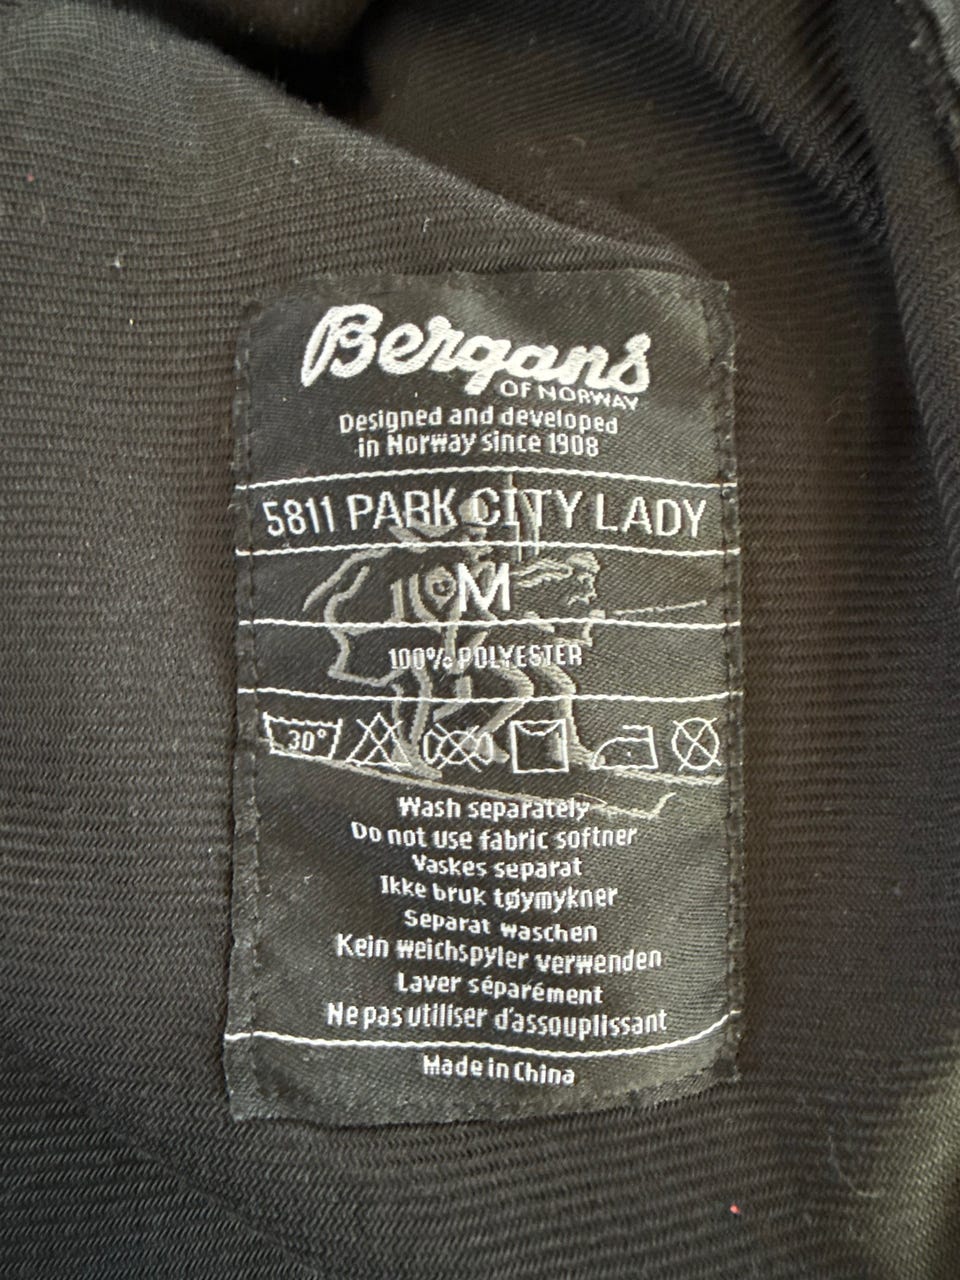 Bergans
OF NORWAY
Designed and developed
in Norway since 1908
5811 PARK CITY LADY
M
100% POLYESTER
30°
Wash separately
Do not use fabric softner
Vaskes separat
Ikke bruk tøymykner
Separat waschen
Kein weichspyler verwenden
Laver séparément
Ne pas utiliser d'assouplissant
Made in China